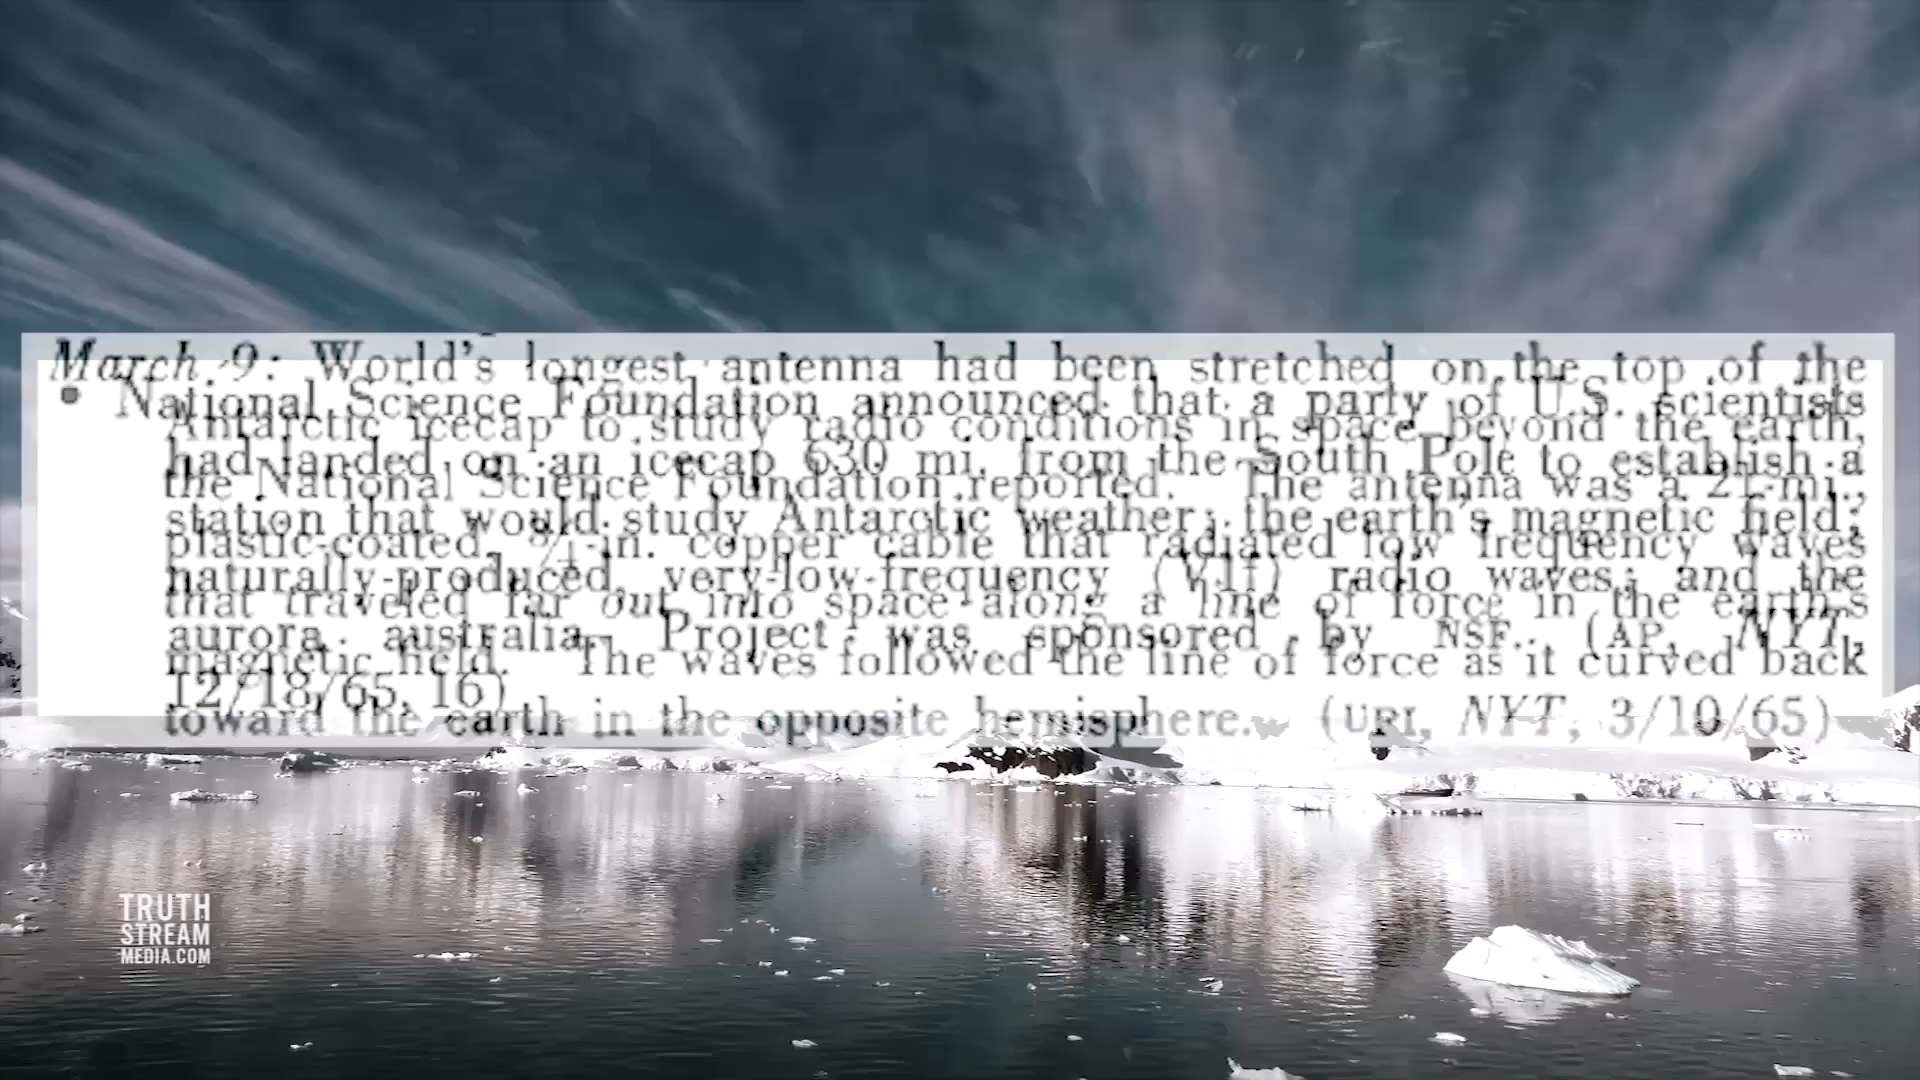 March 9: World's longest antenna had been stretched on the top of the
• National Science Foundation announced that a party of U.S. scientists
Antarctic icecap to study radio conditions in space beyond the earth,
had landed on an icecap 630 mi. from the South Pole to establish a
the National Science Foundation reported. The antenna was a 21-mi.,
station that would study Antarctic weather; the earth's magnetic field;
plastic-coated, ¾-in. copper cable that radiated low frequency waves
naturally-produced, very-low-frequency (Vlf) radio waves; and the
that traveled far out into space along a line of force in the earth's
aurora australia. Project was sponsored by NSF. (AP, NYT,
magnetic field. The waves followed the line of force as it curved back
12/18/65, 16)
toward the earth in the opposite hemisphere. (UPI, NYT, 3/10/65)
TRUTH
STREAM
MEDIA.COM